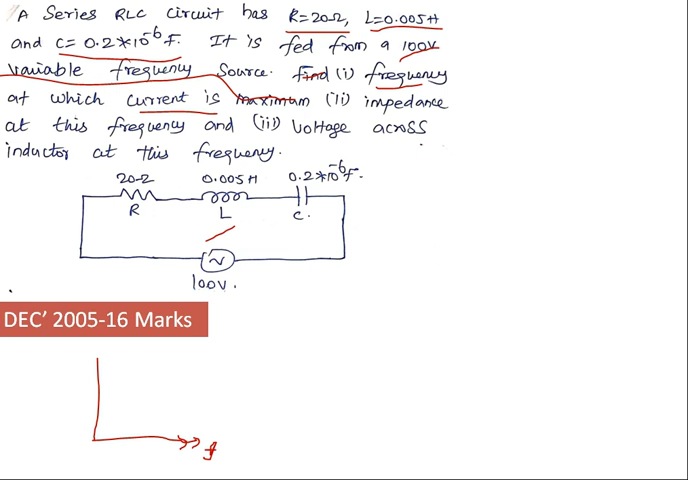 A Series RLC Circuit has R=20Ω, L=0.005H
and C=0.2*10⁻⁶F. It is fed from a 100V
Variable frequency Source. Find (i) frequency
at which current is maximum (ii) impedance
at this frequency and (iii) Voltage across
inductor at this frequency.
20Ω 0.005H 0.2*10⁻⁶F.
R L C.
100V.
DEC' 2005-16 Marks
f